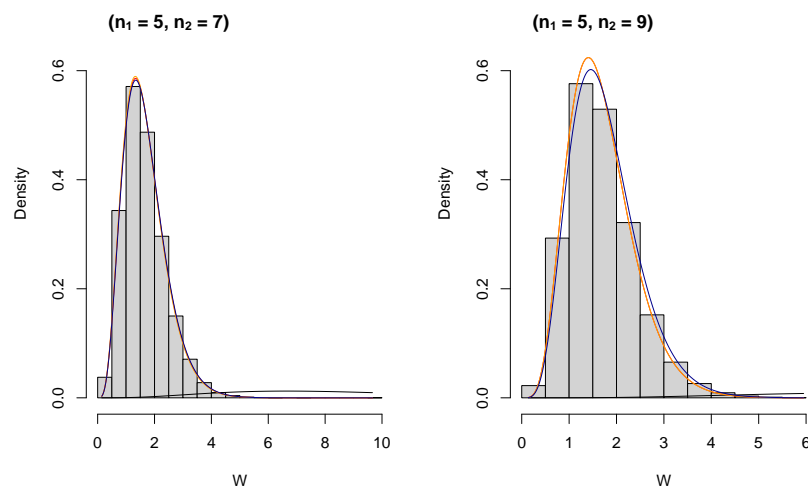 (n₁ = 5, n₂ = 7)
Density
0.6
0.4
0.2
0.0
0 2 4 6 8 10
W
(n₁ = 5, n₂ = 9)
Density
0.6
0.4
0.2
0.0
0 1 2 3 4 5 6
W